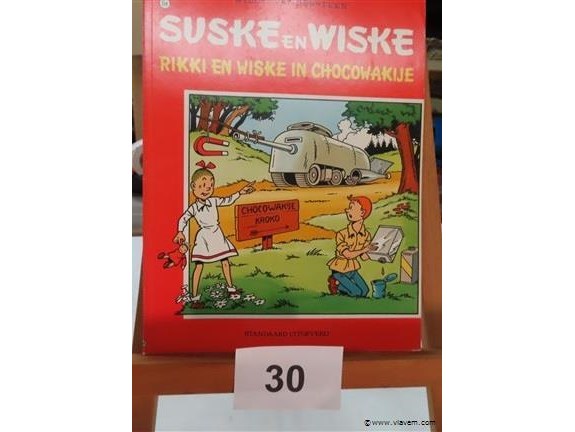 SUSKE EN WISKE
RIKKI EN WISKE IN CHOCOWAKIJE
CHOCOWAKIJE
KROKO
STANDAARD UITGEVERIJ
30
©www.vlavem.com